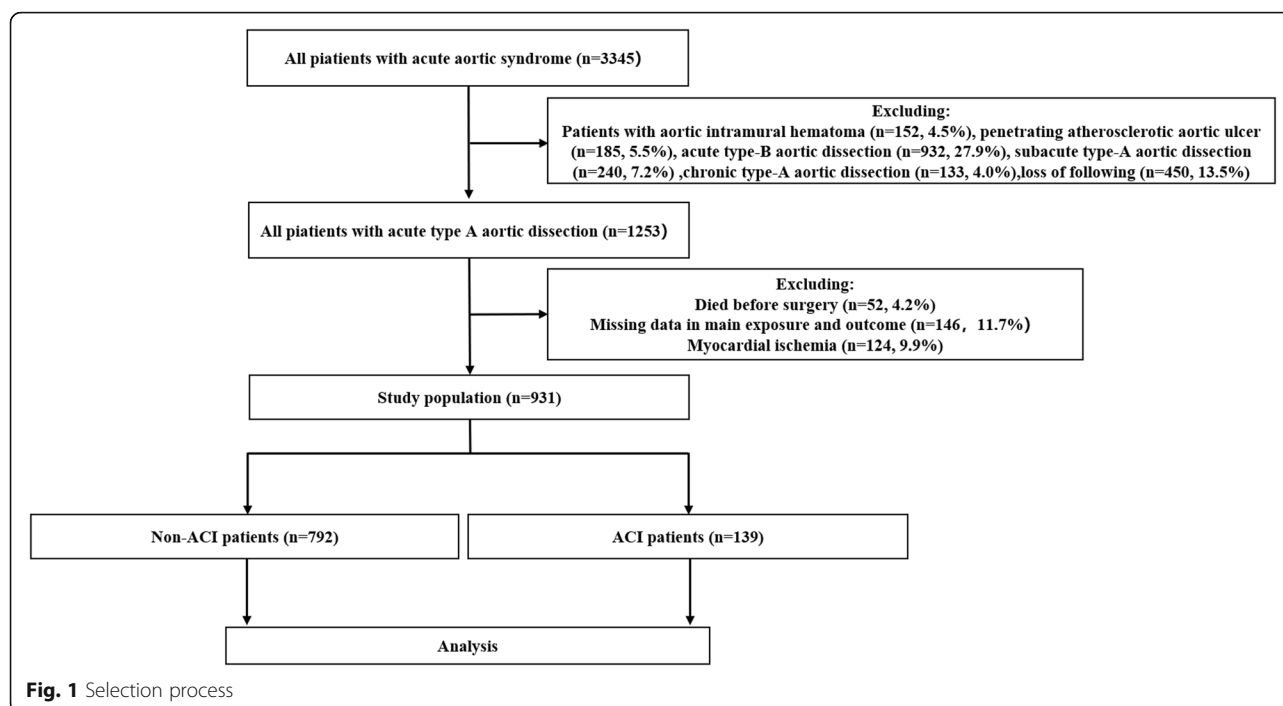 All piatients with acute aortic syndrome (n=3345)
Excluding:
Patients with aortic intramural hematoma (n=152, 4.5%), penetrating atherosclerotic aortic ulcer
(n=185, 5.5%), acute type-B aortic dissection (n=932, 27.9%), subacute type-A aortic dissection
(n=240, 7.2%) ,chronic type-A aortic dissection (n=133, 4.0%),loss of following (n=450, 13.5%)
All piatients with acute type A aortic dissection (n=1253)
Excluding:
Died before surgery (n=52, 4.2%)
Missing data in main exposure and outcome (n=146, 11.7%)
Myocardial ischemia (n=124, 9.9%)
Study population (n=931)
Non-ACI patients (n=792)
ACI patients (n=139)
Analysis
Fig. 1 Selection process